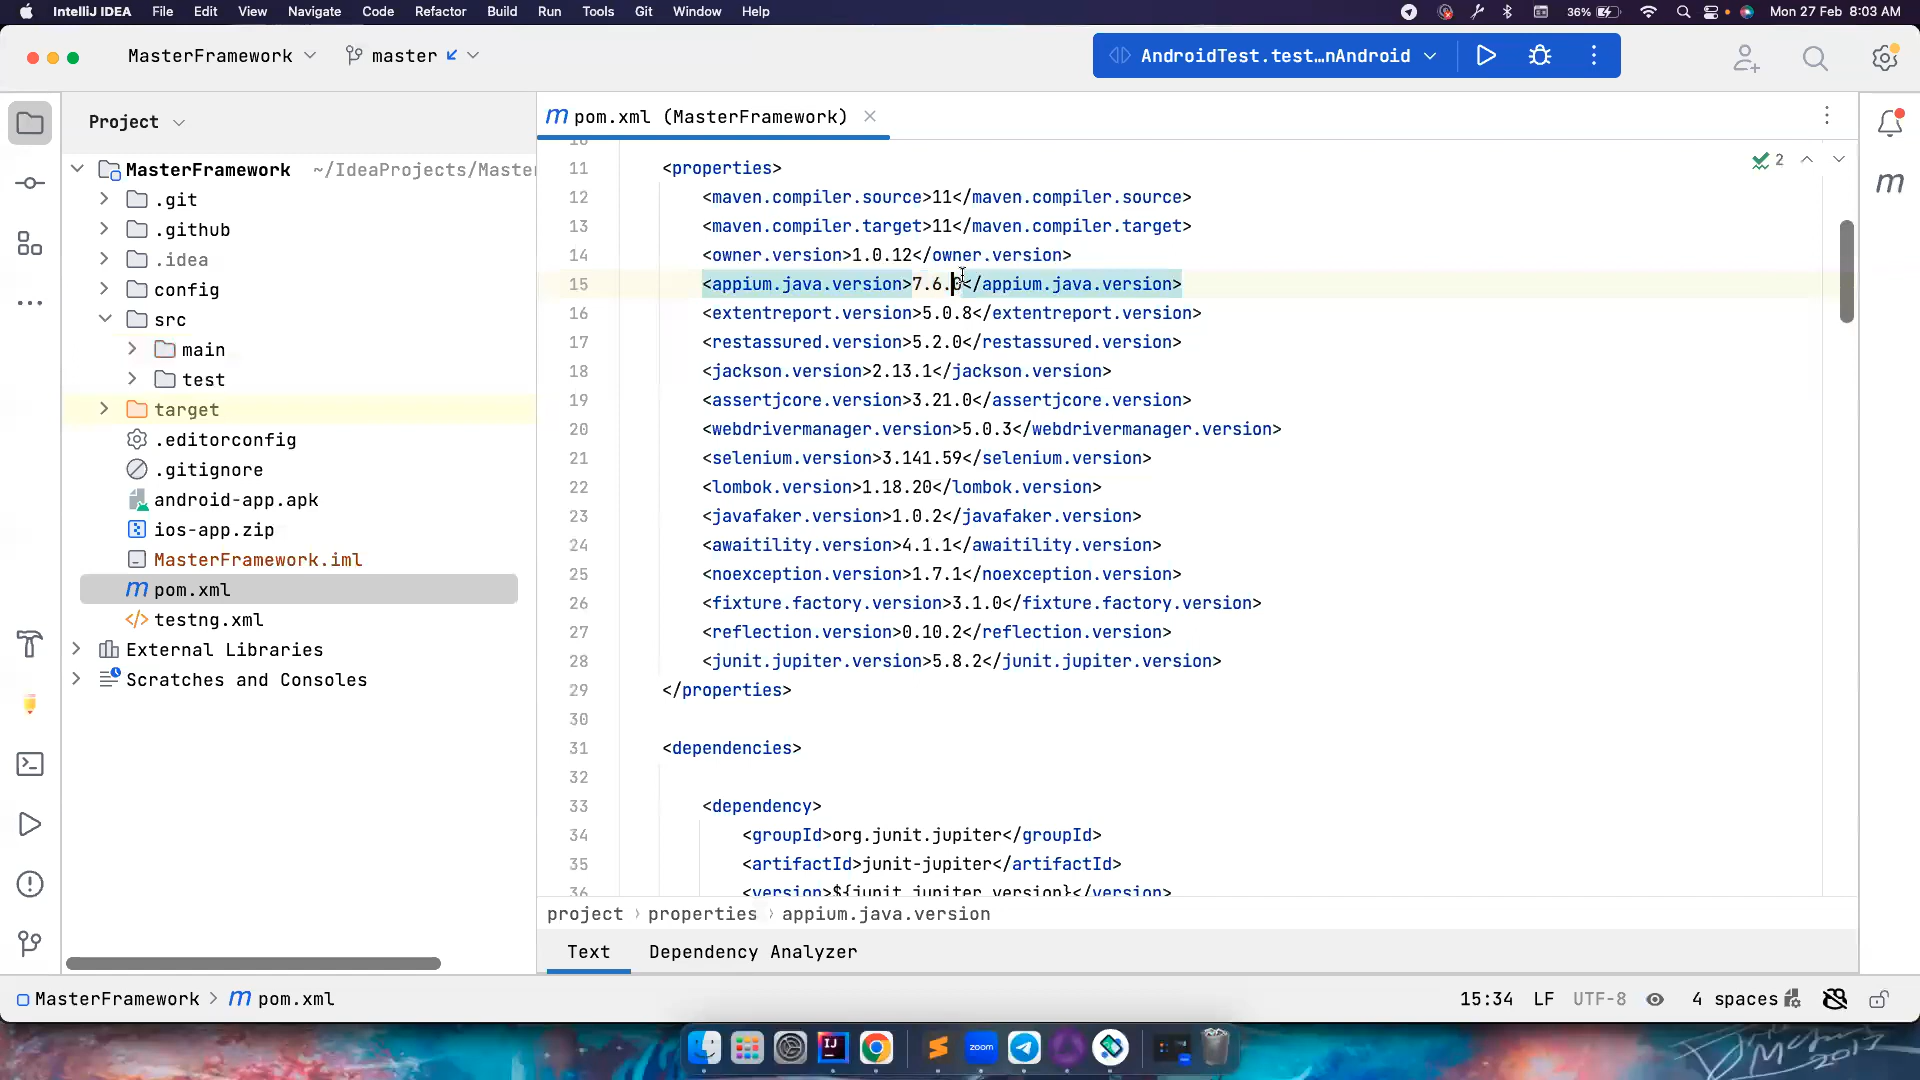 IntelliJ IDEA File Edit View Navigate Code Refactor Build Run Tools Git Window Help 36% Mon 27 Feb 8:03 AM
MasterFramework master AndroidTest.test…nAndroid
Project
pom.xml (MasterFramework)
MasterFramework ~/IdeaProjects/Master
.git
.github
.idea
config
src
main
test
target
.editorconfig
.gitignore
android-app.apk
ios-app.zip
MasterFramework.iml
pom.xml
testng.xml
External Libraries
Scratches and Consoles
2
10
11 <properties>
12 <maven.compiler.source>11</maven.compiler.source>
13 <maven.compiler.target>11</maven.compiler.target>
14 <owner.version>1.0.12</owner.version>
15 <appium.java.version>7.6.0</appium.java.version>
16 <extentreport.version>5.0.8</extentreport.version>
17 <restassured.version>5.2.0</restassured.version>
18 <jackson.version>2.13.1</jackson.version>
19 <assertjcore.version>3.21.0</assertjcore.version>
20 <webdrivermanager.version>5.0.3</webdrivermanager.version>
21 <selenium.version>3.141.59</selenium.version>
22 <lombok.version>1.18.20</lombok.version>
23 <javafaker.version>1.0.2</javafaker.version>
24 <awaitility.version>4.1.1</awaitility.version>
25 <noexception.version>1.7.1</noexception.version>
26 <fixture.factory.version>3.1.0</fixture.factory.version>
27 <reflection.version>0.10.2</reflection.version>
28 <junit.jupiter.version>5.8.2</junit.jupiter.version>
29 </properties>
30
31 <dependencies>
32
33 <dependency>
34 <groupId>org.junit.jupiter</groupId>
35 <artifactId>junit-jupiter</artifactId>
36 <version>${junit.jupiter.version}</version>
project › properties › appium.java.version
Text Dependency Analyzer
MasterFramework > pom.xml 15:34 LF UTF-8 4 spaces
IJ zoom
2017